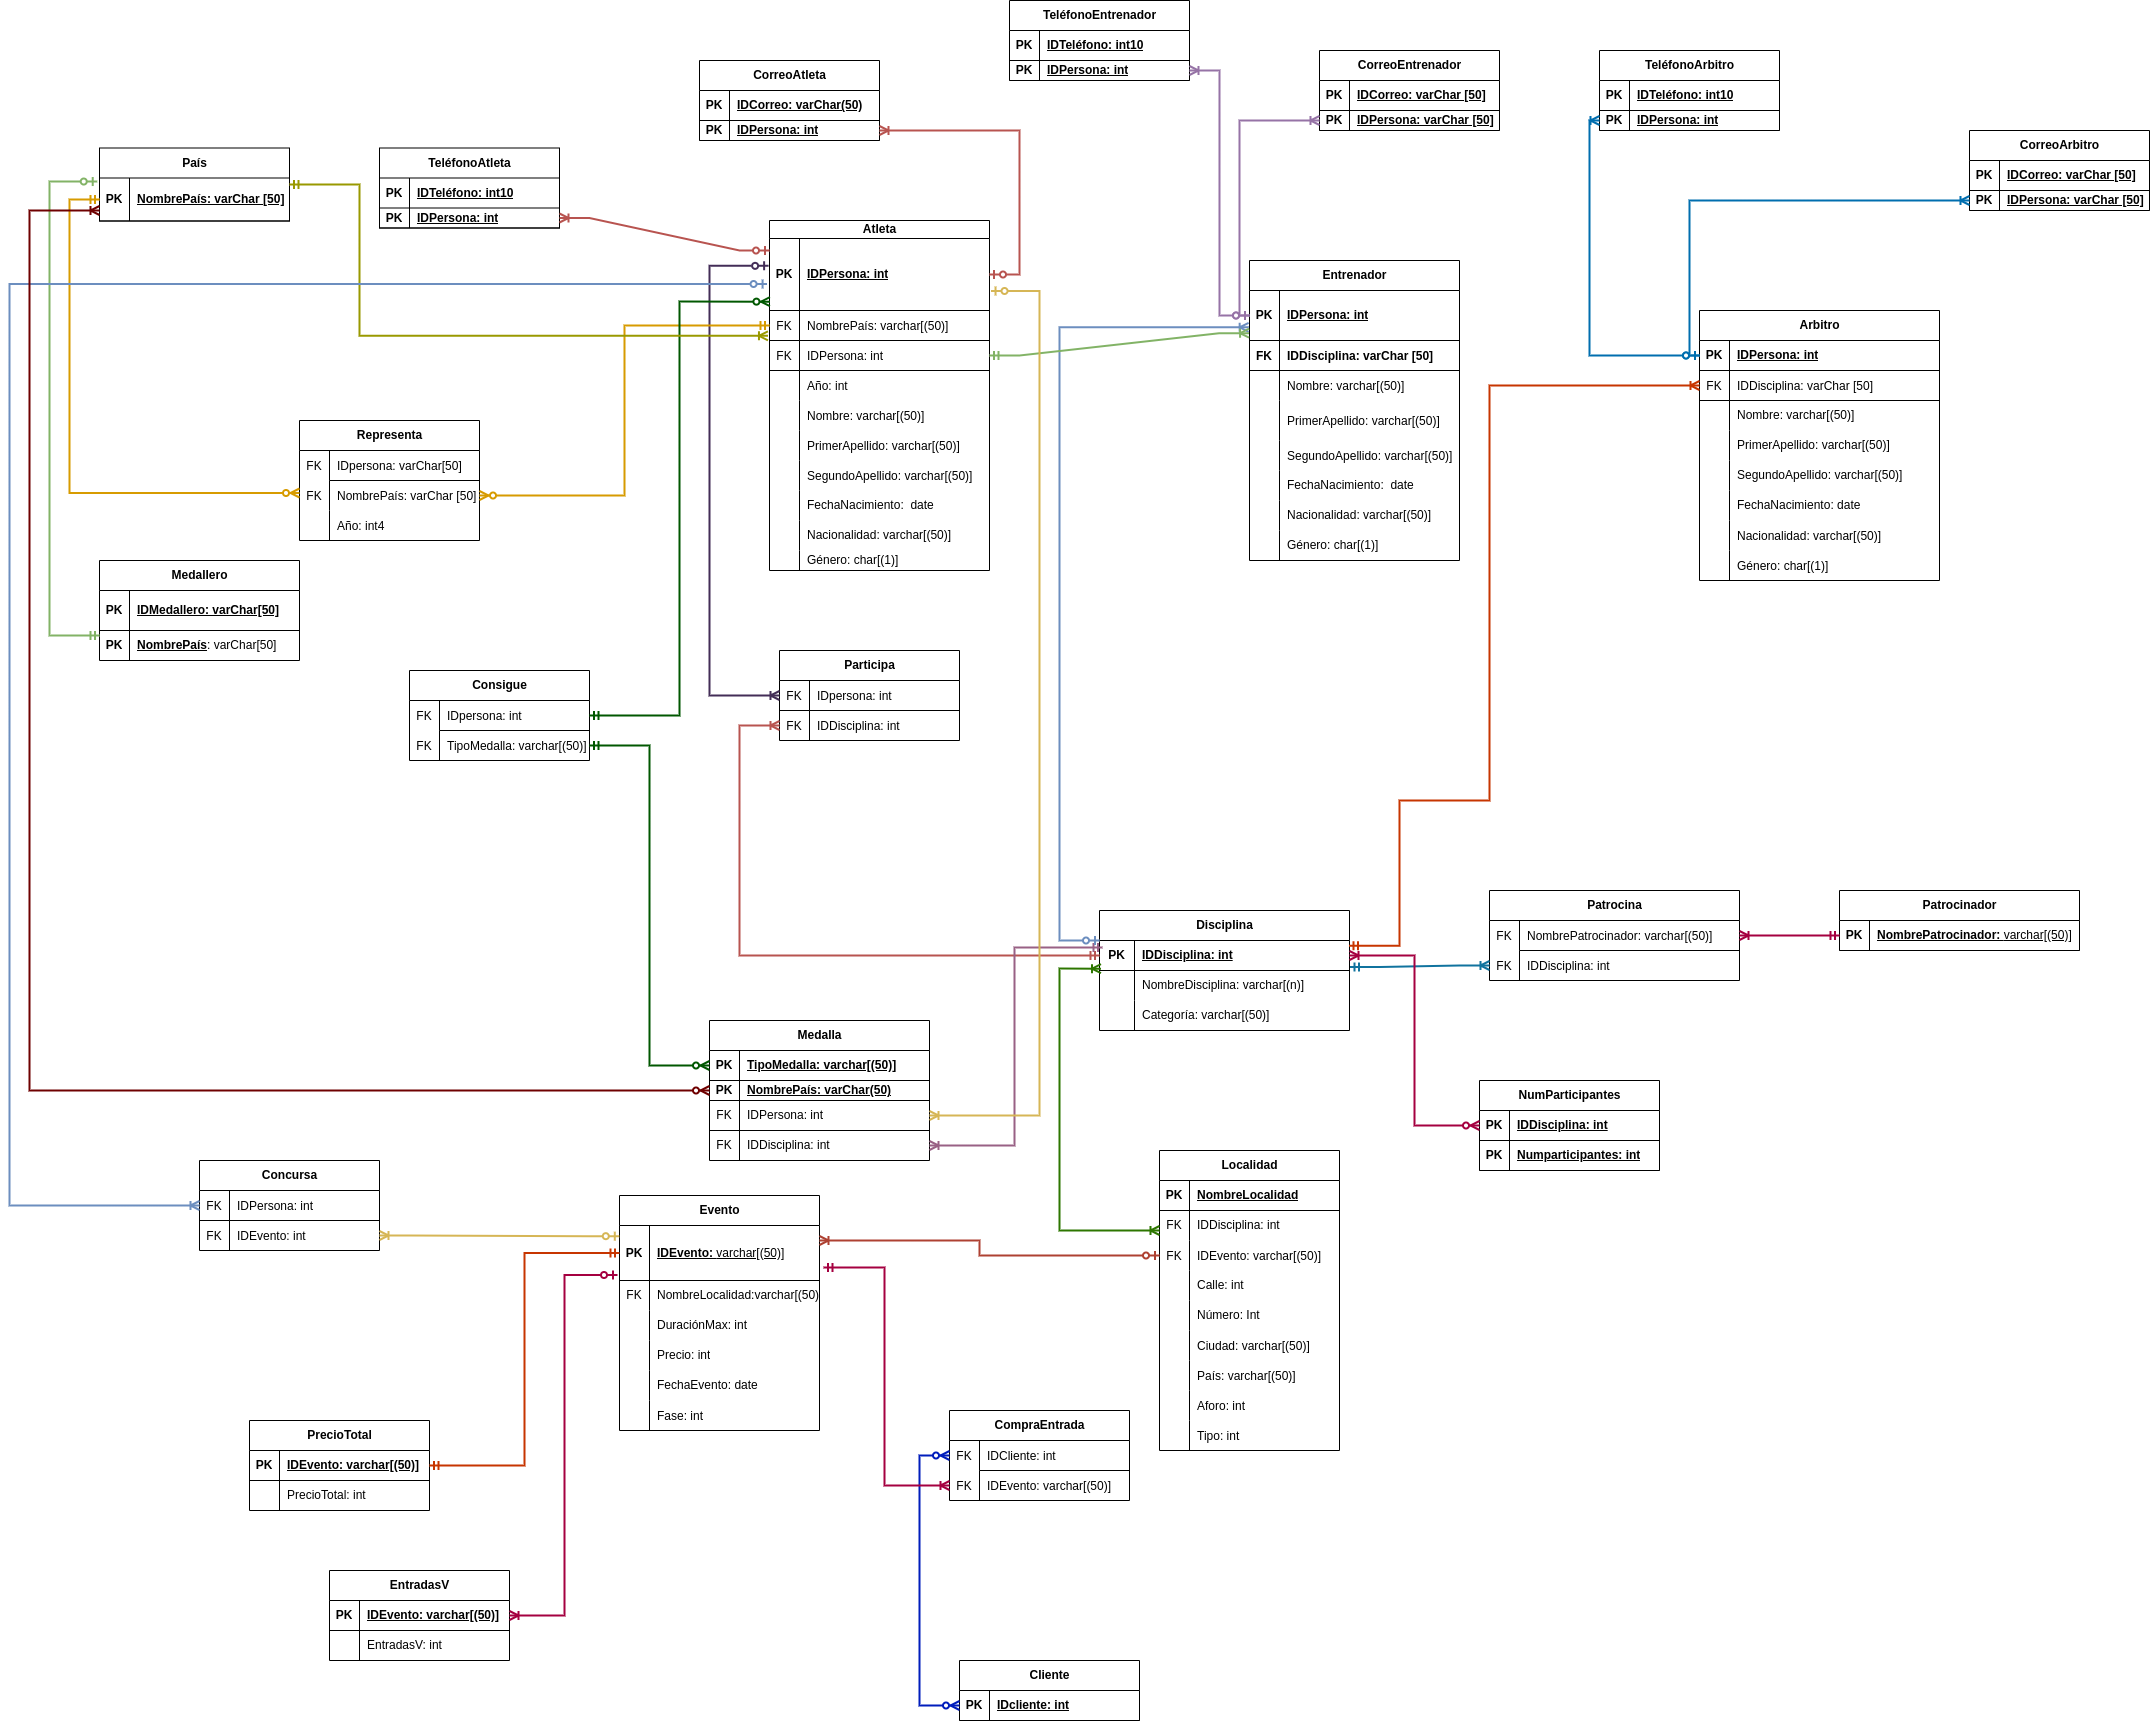 TeléfonoEntrenador
PK IDTeléfono: int10
PK IDPersona: int
CorreoAtleta
PK IDCorreo: varChar(50)
PK IDPersona: int
CorreoEntrenador
PK IDCorreo: varChar [50]
PK IDPersona: varChar [50]
TeléfonoArbitro
PK IDTeléfono: int10
PK IDPersona: int
CorreoArbitro
PK IDCorreo: varChar [50]
PK IDPersona: varChar [50]
País
PK NombrePaís: varChar [50]
TeléfonoAtleta
PK IDTeléfono: int10
PK IDPersona: int
Atleta
PK IDPersona: int
FK NombrePaís: varchar[(50)]
FK IDPersona: int
Año: int
Nombre: varchar[(50)]
PrimerApellido: varchar[(50)]
SegundoApellido: varchar[(50)]
FechaNacimiento: date
Nacionalidad: varchar[(50)]
Género: char[(1)]
Entrenador
PK IDPersona: int
FK IDDisciplina: varChar [50]
Nombre: varchar[(50)]
PrimerApellido: varchar[(50)]
SegundoApellido: varchar[(50)]
FechaNacimiento: date
Nacionalidad: varchar[(50)]
Género: char[(1)]
Arbitro
PK IDPersona: int
FK IDDisciplina: varChar [50]
Nombre: varchar[(50)]
PrimerApellido: varchar[(50)]
SegundoApellido: varchar[(50)]
FechaNacimiento: date
Nacionalidad: varchar[(50)]
Género: char[(1)]
Representa
FK IDpersona: varChar[50]
FK NombrePaís: varChar [50]
Año: int4
Medallero
PK IDMedallero: varChar[50]
PK NombrePaís: varChar[50]
Consigue
FK IDpersona: int
FK TipoMedalla: varchar[(50)]
Participa
FK IDpersona: int
FK IDDisciplina: int
Disciplina
PK IDDisciplina: int
NombreDisciplina: varchar[(n)]
Categoría: varchar[(50)]
Patrocina
FK NombrePatrocinador: varchar[(50)]
FK IDDisciplina: int
Patrocinador
PK NombrePatrocinador: varchar[(50)]
Medalla
PK TipoMedalla: varchar[(50)]
PK NombrePaís: varChar(50)
FK IDPersona: int
FK IDDisciplina: int
NumParticipantes
PK IDDisciplina: int
PK Numparticipantes: int
Concursa
FK IDPersona: int
FK IDEvento: int
Evento
PK IDEvento: varchar[(50)]
FK NombreLocalidad:varchar[(50)
DuraciónMax: int
Precio: int
FechaEvento: date
Fase: int
Localidad
PK NombreLocalidad
FK IDDisciplina: int
FK IDEvento: varchar[(50)]
Calle: int
Número: Int
Ciudad: varchar[(50)]
País: varchar[(50)]
Aforo: int
Tipo: int
PrecioTotal
PK IDEvento: varchar[(50)]
PrecioTotal: int
CompraEntrada
FK IDCliente: int
FK IDEvento: varchar[(50)]
EntradasV
PK IDEvento: varchar[(50)]
EntradasV: int
Cliente
PK IDcliente: int